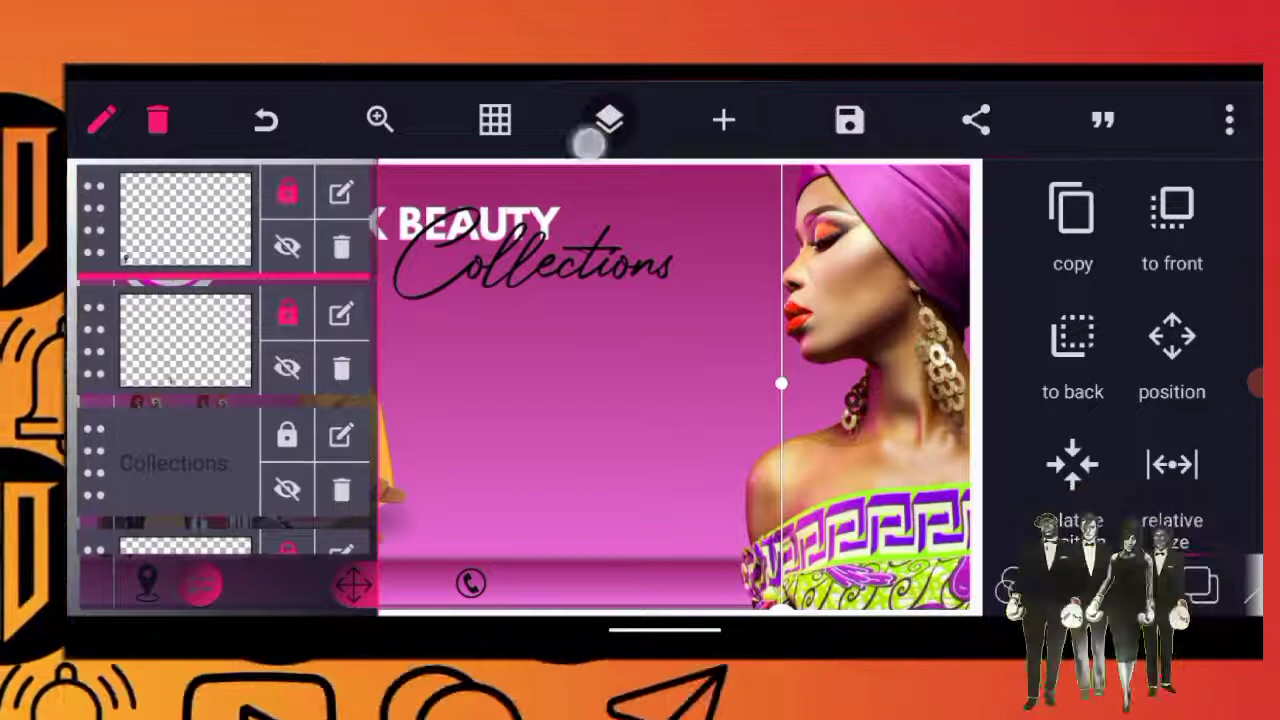 K BEAUTY
Collections
Collections
copy
to front
to back
position
relative